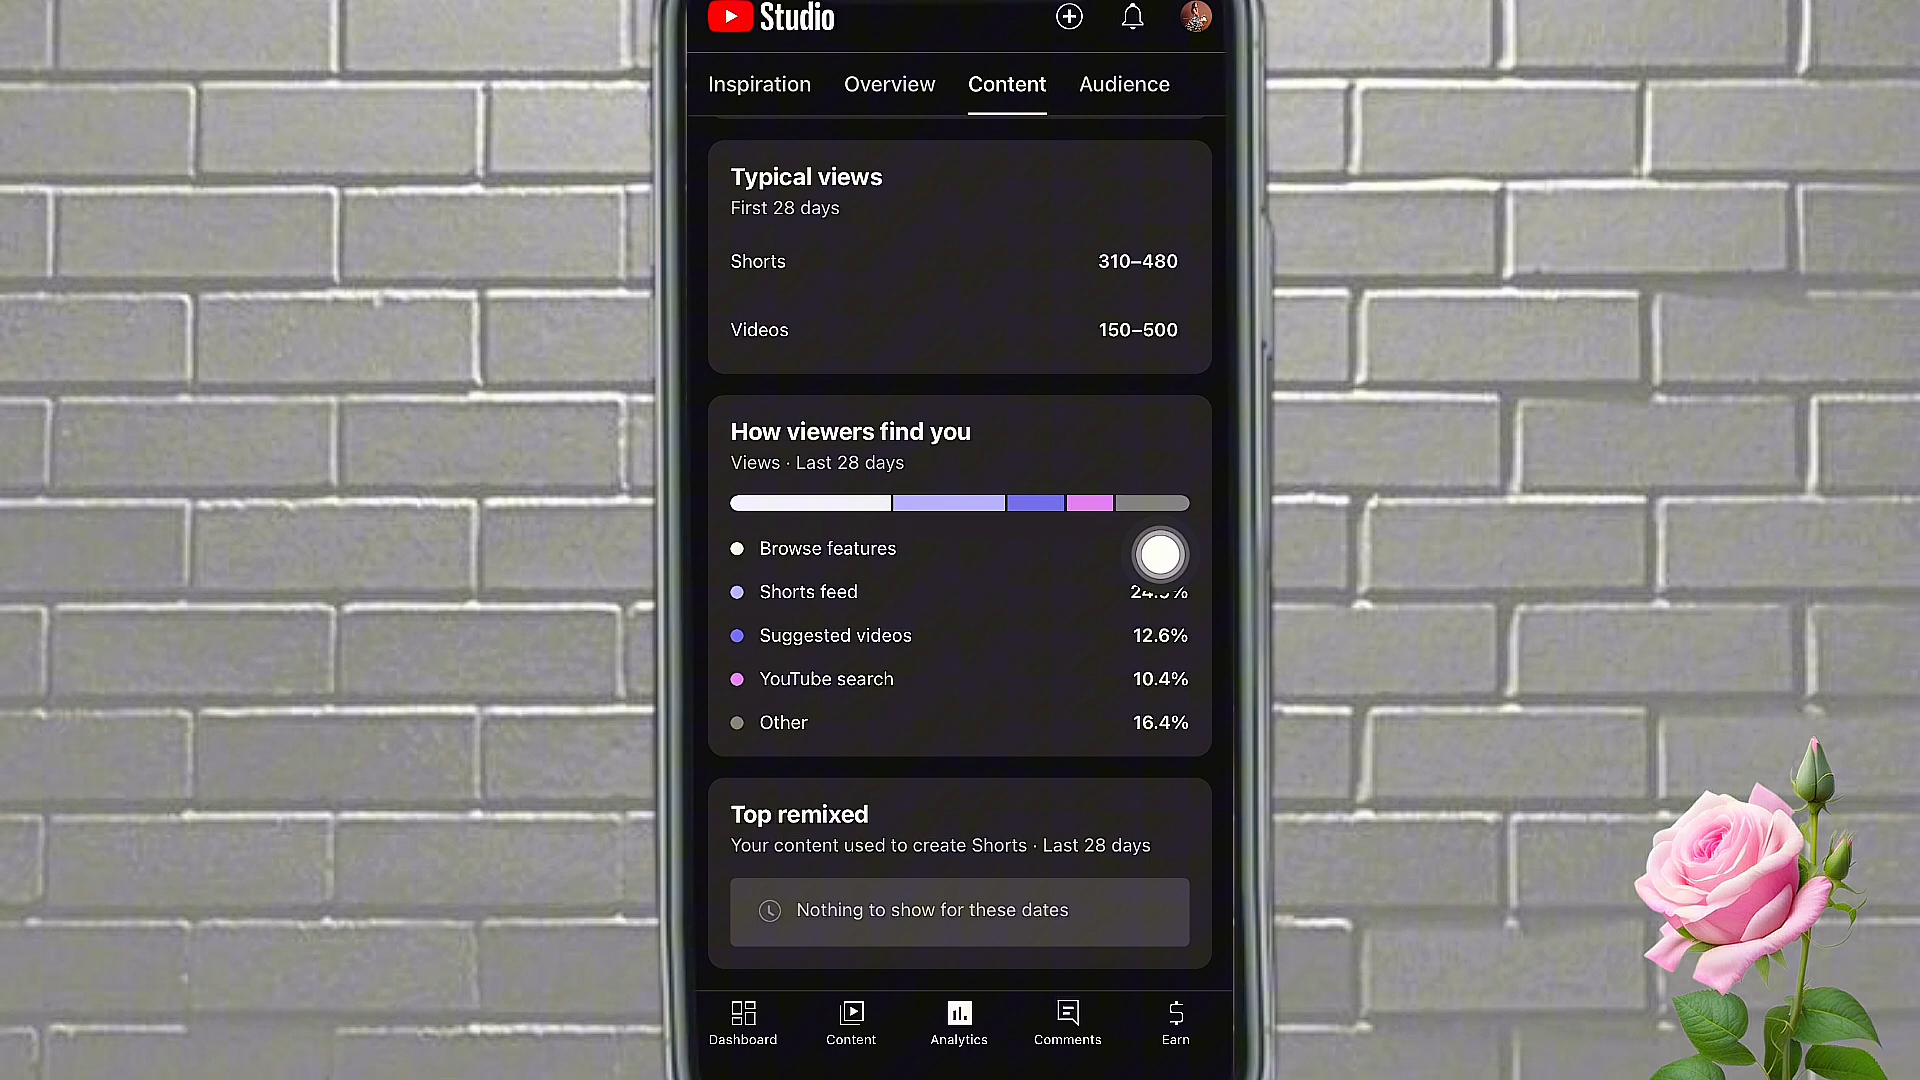 Studio
Inspiration Overview Content Audience
Typical views
First 28 days
Shorts 310–480
Videos 150–500
How viewers find you
Views · Last 28 days
Browse features
Shorts feed
Suggested videos 12.6%
YouTube search 10.4%
Other 16.4%
Top remixed
Your content used to create Shorts · Last 28 days
Nothing to show for these dates
Dashboard Content Analytics Comments Earn